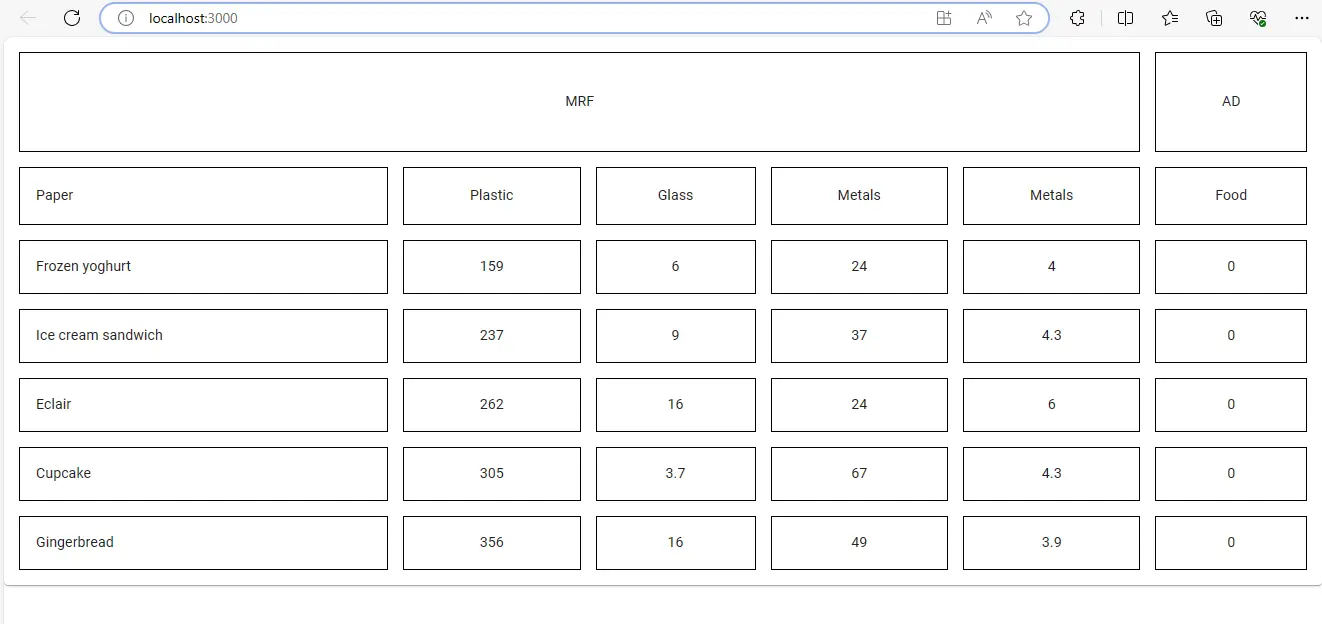 localhost:3000
MRF AD
Paper Plastic Glass Metals Metals Food
Frozen yoghurt 159 6 24 4 0
Ice cream sandwich 237 9 37 4.3 0
Eclair 262 16 24 6 0
Cupcake 305 3.7 67 4.3 0
Gingerbread 356 16 49 3.9 0